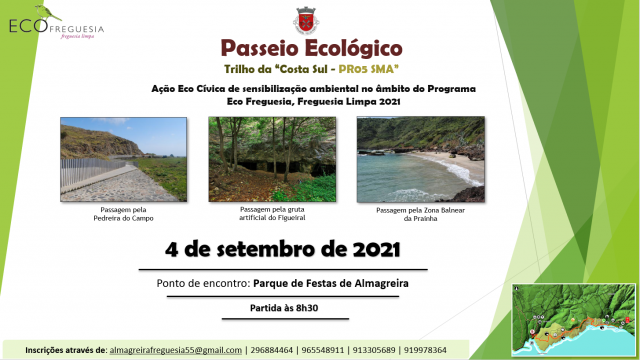 ECOFREGUESIA
freguesia limpa
Passeio Ecológico
Trilho da “Costa Sul - PR05 SMA”
Ação Eco Cívica de sensibilização ambiental no âmbito do Programa
Eco Freguesia, Freguesia Limpa 2021
Passagem pela
Pedreira do Campo
Passagem pela gruta
artificial do Figueiral
Passagem pela Zona Balnear
da Prainha
4 de setembro de 2021
Ponto de encontro: Parque de Festas de Almagreira
Partida às 8h30
Inscrições através de: almagreirafreguesia55@gmail.com | 296884464 | 965548911 | 913305689 | 919978364